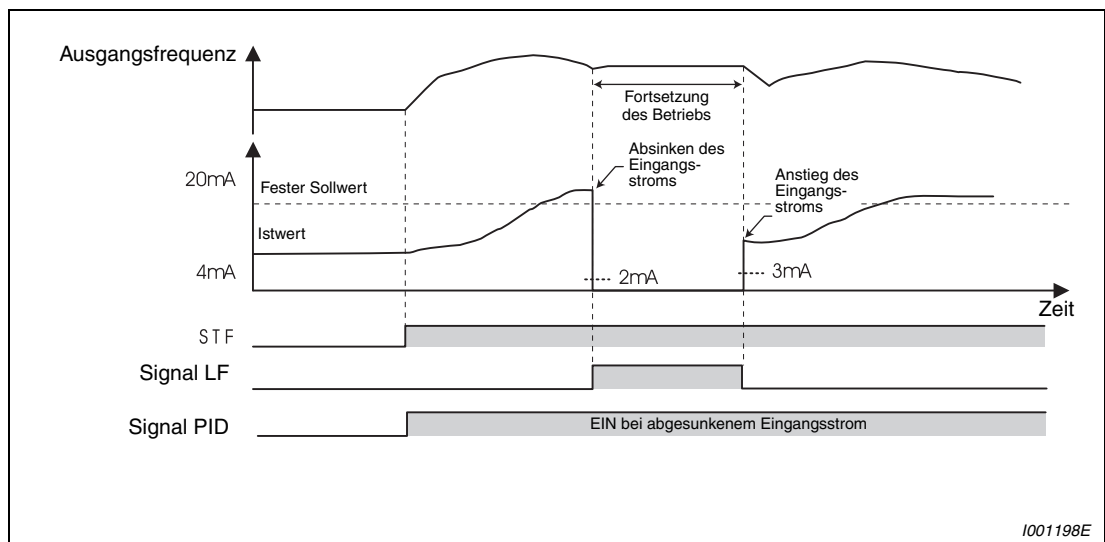 Ausgangsfrequenz
Fortsetzung
des Betriebs
Absinken des
Eingangs-
stroms
Anstieg des
Eingangs-
stroms
20mA
Fester Sollwert
Istwert
4mA
2mA
3mA
Zeit
STF
Signal LF
Signal PID
EIN bei abgesunkenem Eingangsstrom
I001198E